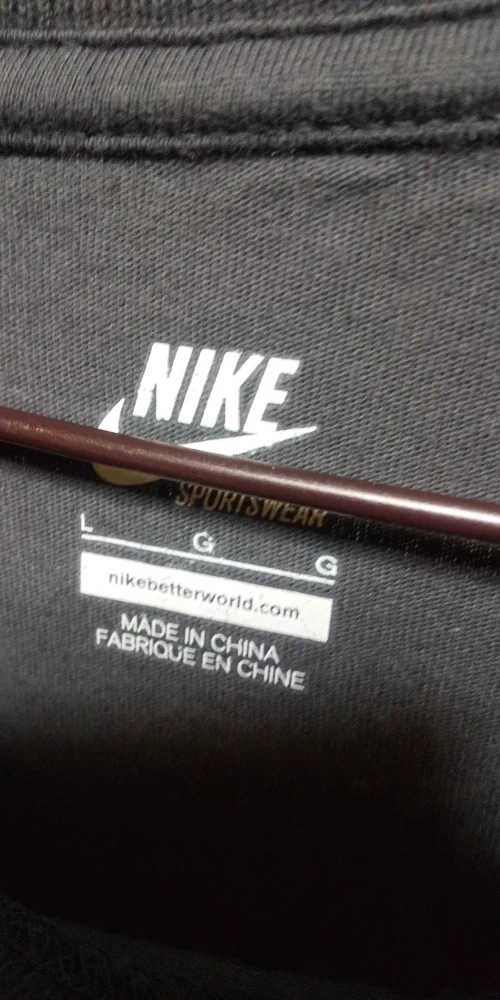 NIKE
SPORTSWEAR
L G G
nikebetterworld.com
MADE IN CHINA
FABRIQUE EN CHINE